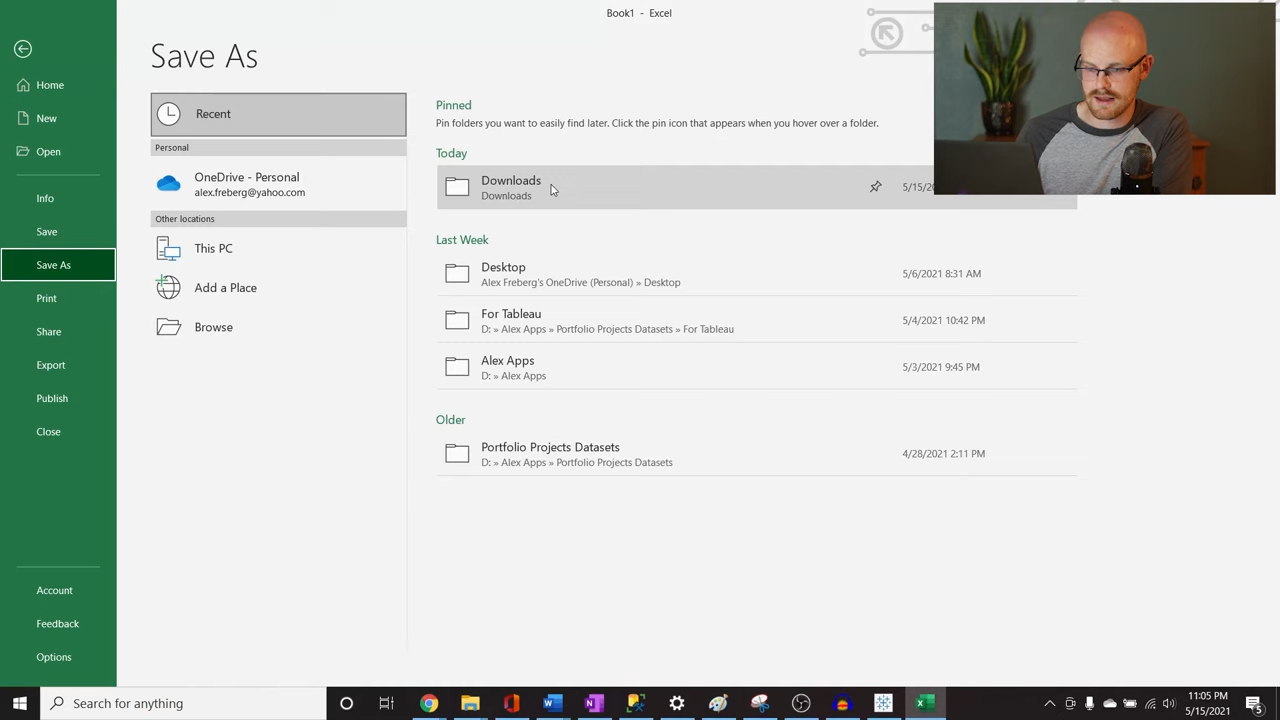 Book1 - Excel
Save As
Home
New
Open
Info
Save
Save As
Print
Share
Export
Publish
Close
Account
Feedback
Options
Recent
Personal
OneDrive - Personal
alex.freberg@yahoo.com
Other locations
This PC
Add a Place
Browse
Pinned
Pin folders you want to easily find later. Click the pin icon that appears when you hover over a folder.
Today
Downloads
Downloads
Last Week
Desktop
Alex Freberg's OneDrive (Personal) » Desktop
5/6/2021 8:31 AM
For Tableau
D: » Alex Apps » Portfolio Projects Datasets » For Tableau
5/4/2021 10:42 PM
Alex Apps
D: » Alex Apps
5/3/2021 9:45 PM
Older
Portfolio Projects Datasets
D: » Alex Apps » Portfolio Projects Datasets
4/28/2021 2:11 PM
Search for anything
11:05 PM
5/15/2021
5